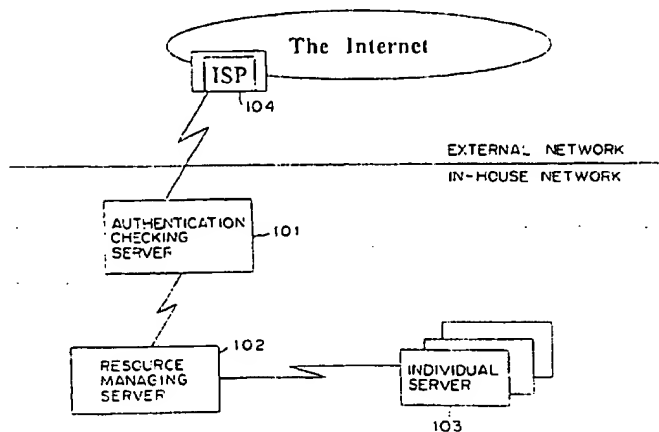 The Internet
ISP
104
EXTERNAL NETWORK
IN-HOUSE NETWORK
AUTHENTICATION
CHECKING
SERVER
101
102
RESOURCE
MANAGING
SERVER
INDIVIDUAL
SERVER
103